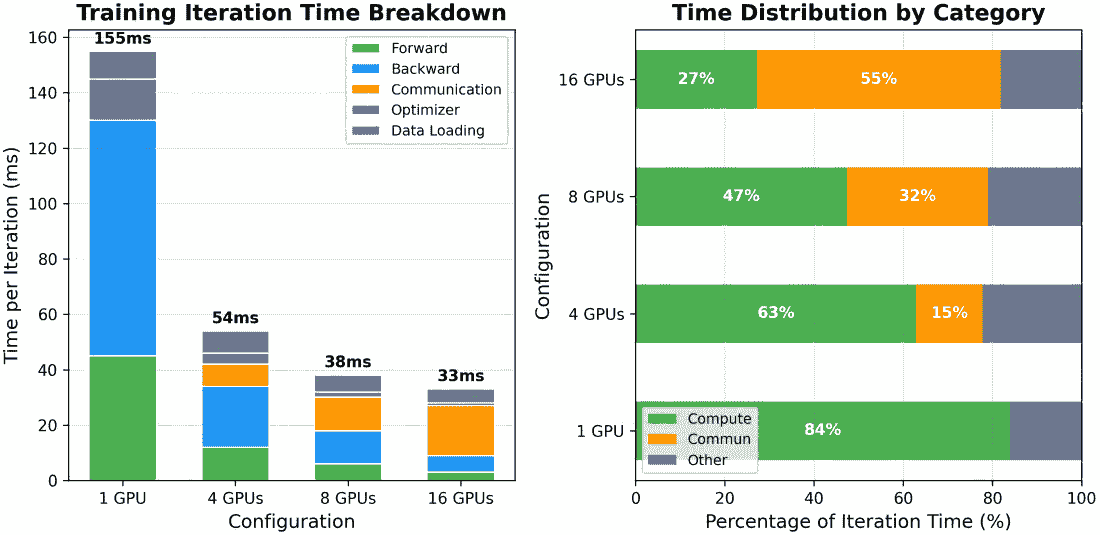 Training Iteration Time Breakdown
155ms
54ms
38ms
33ms
Forward
Backward
Communication
Optimizer
Data Loading
Time per Iteration (ms)
160
140
120
100
80
60
40
20
0
1 GPU
4 GPUs
8 GPUs
16 GPUs
Configuration
Time Distribution by Category
Configuration
16 GPUs
27% 55%
8 GPUs
47% 32%
4 GPUs
63% 15%
1 GPU
84%
Compute
Commun
Other
0 20 40 60 80 100
Percentage of Iteration Time (%)